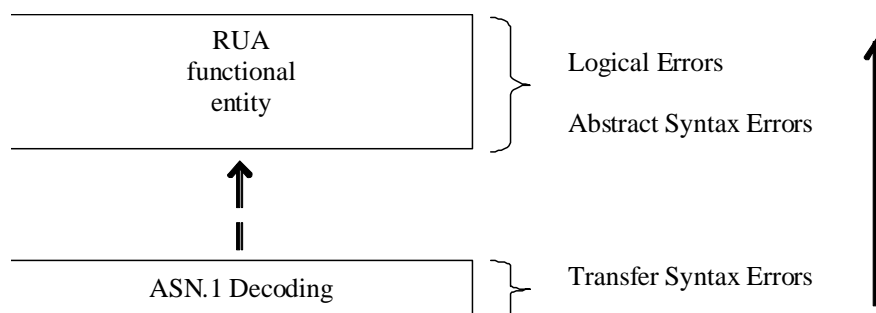 RUA
functional
entity
Logical Errors
Abstract Syntax Errors
ASN.1 Decoding
Transfer Syntax Errors